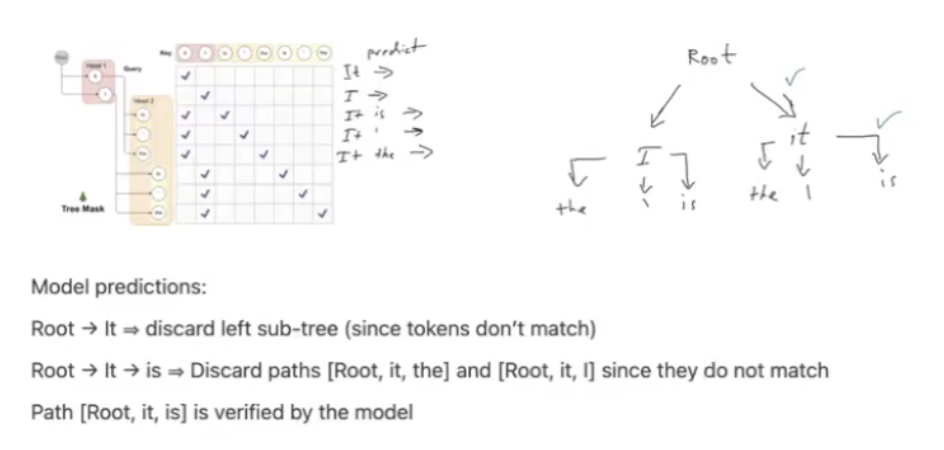 Head 1
Query
Key
Head 2
Tree Mask
predict
It →
I →
It is →
It ' →
It the →
Root
I
it
the
'
is
the
is
Model predictions:
Root → It ⇒ discard left sub-tree (since tokens don't match)
Root → It → is ⇒ Discard paths [Root, it, the] and [Root, it, I] since they do not match
Path [Root, it, is] is verified by the model